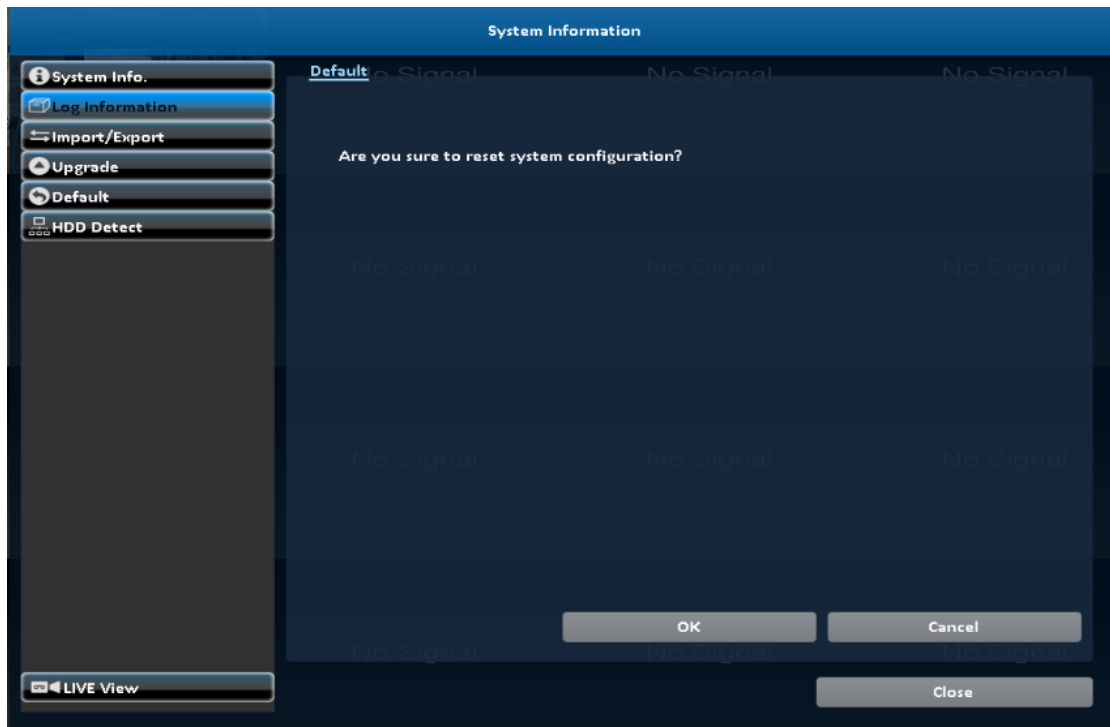 System Information
System Info.
Log Information
Import/Export
Upgrade
Default
HDD Detect
LIVE View
Default
o Signal No Signal No Signal
Are you sure to reset system configuration?
No Signal No Signal No Signal
No Signal No Signal No Signal
OK Cancel
No Signal No Signal No Signal
Close